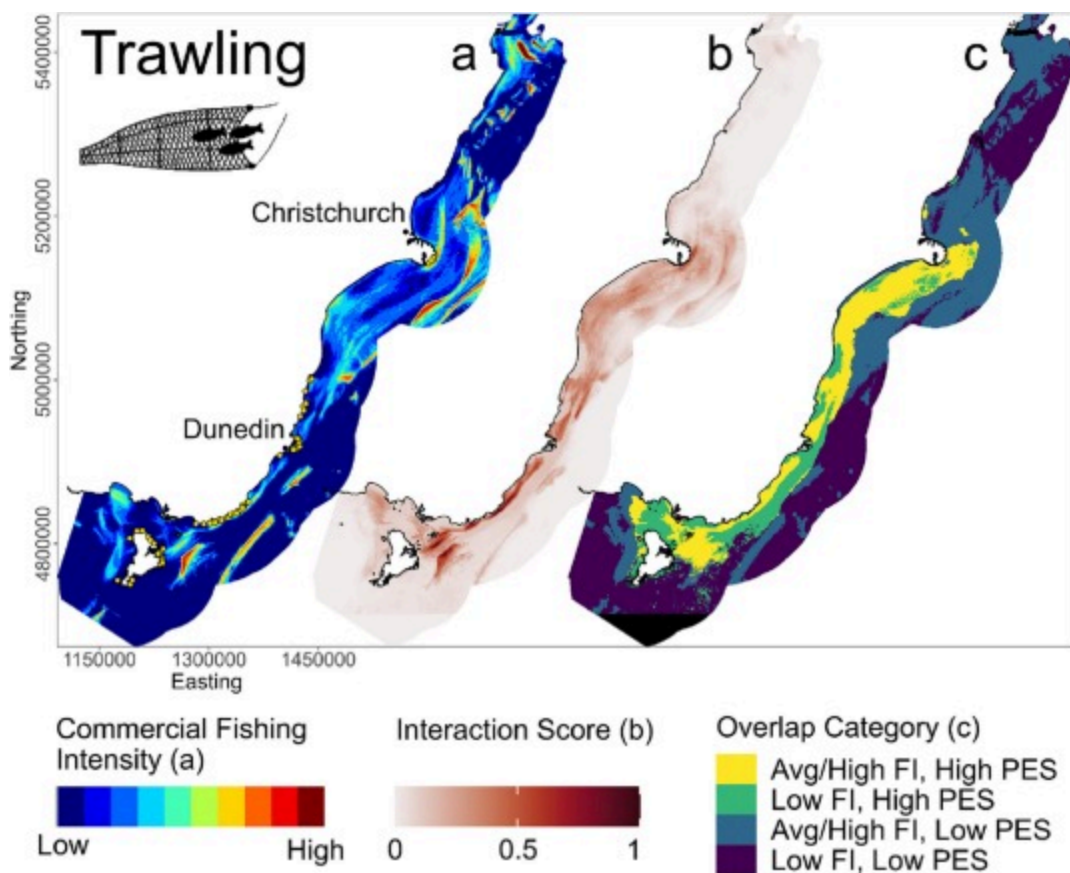 Trawling
a
b
c
Christchurch
Dunedin
Northing
5400000
5200000
5000000
4800000
1150000
1300000
1450000
Easting
Commercial Fishing
Intensity (a)
Low
High
Interaction Score (b)
0
0.5
1
Overlap Category (c)
Avg/High FI, High PES
Low FI, High PES
Avg/High FI, Low PES
Low FI, Low PES